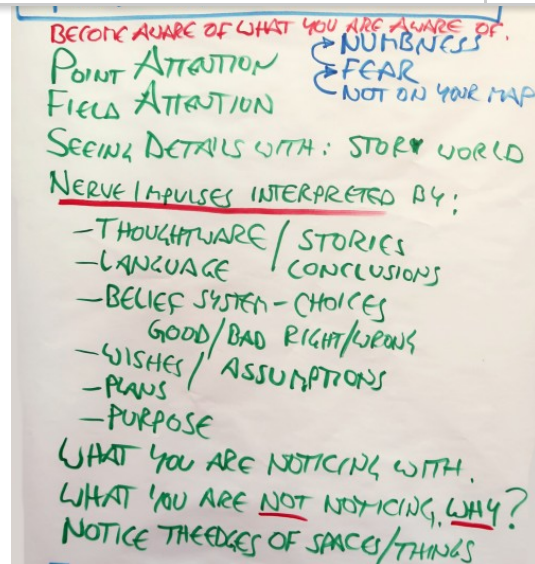 BECOME AWARE OF WHAT YOU ARE AWARE OF.
POINT ATTENTION
NUMBNESS
FEAR
NOT ON YOUR MAP
FIELD ATTENTION
SEEING DETAILS WITH: STORY WORLD
NERVE IMPULSES INTERPRETED BY:
- THOUGHTWARE / STORIES
- LANGUAGE / CONCLUSIONS
- BELIEF SYSTEM - CHOICES
GOOD/BAD RIGHT/WRONG
- WISHES / ASSUMPTIONS
- PLANS
- PURPOSE
WHAT YOU ARE NOTICING WITH.
WHAT YOU ARE NOT NOTICING. WHY?
NOTICE THE EDGES OF SPACES/THINGS